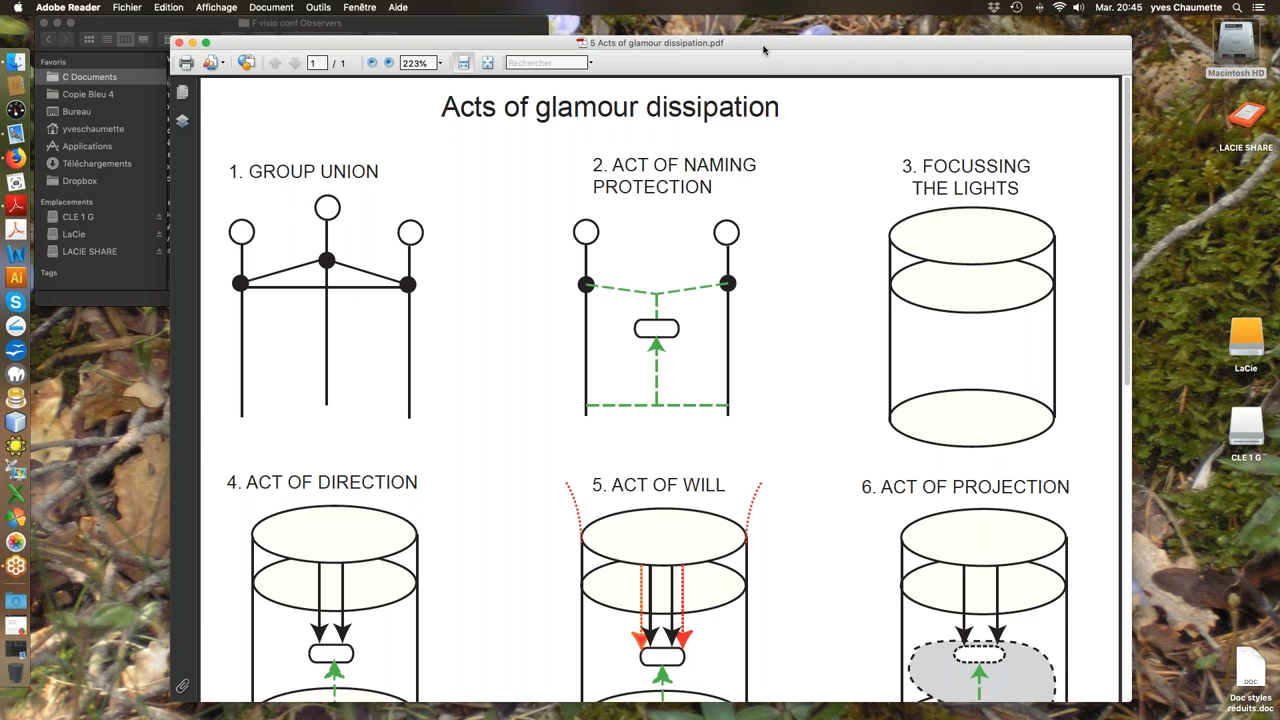 Adobe Reader Fichier Edition Affichage Document Outils Fenêtre Aide
Mar. 20:45 yves Chaumette
F visio conf Observers
5 Acts of glamour dissipation.pdf
1 / 1
223%
Rechercher
Favoris
C Documents
Copie Bleu 4
Bureau
yveschaumette
Applications
Téléchargements
Dropbox
Emplacements
CLE 1 G
LaCie
LACIE SHARE
Tags
Acts of glamour dissipation
1. GROUP UNION
2. ACT OF NAMING
PROTECTION
3. FOCUSSING
THE LIGHTS
4. ACT OF DIRECTION
5. ACT OF WILL
6. ACT OF PROJECTION
Macintosh HD
LACIE SHARE
LaCie
CLE 1 G
DOC
Doc styles
réduits.doc